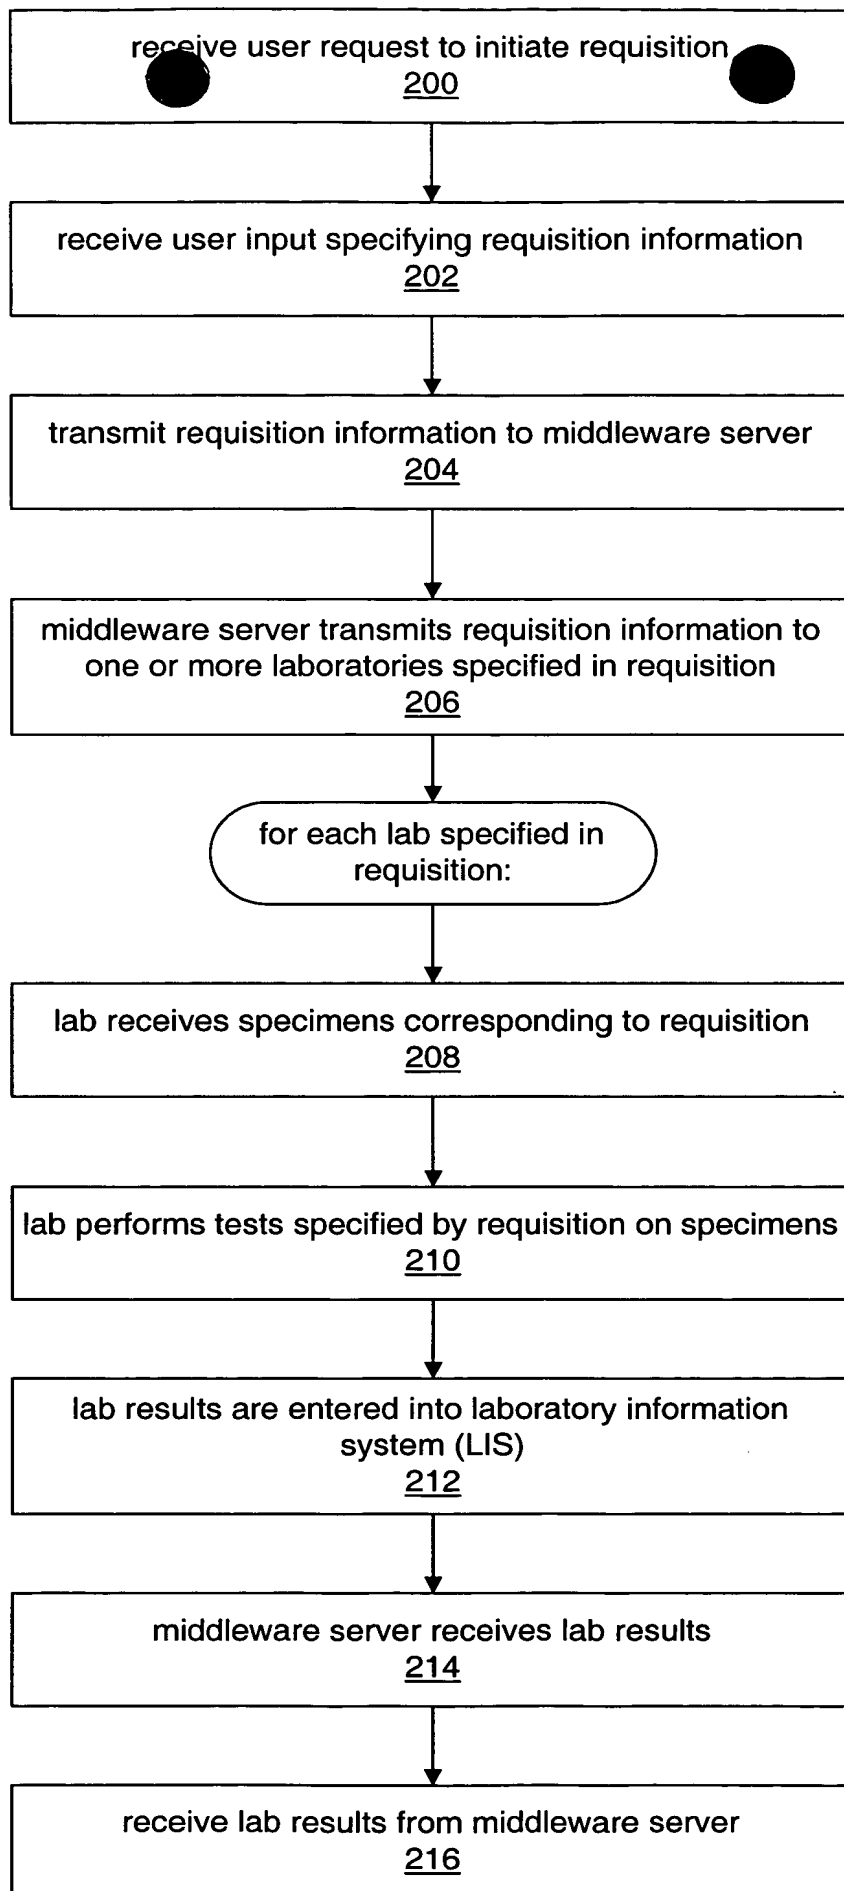 receive user request to initiate requisition
200
receive user input specifying requisition information
202
transmit requisition information to middleware server
204
middleware server transmits requisition information to
one or more laboratories specified in requisition
206
for each lab specified in
requisition:
lab receives specimens corresponding to requisition
208
lab performs tests specified by requisition on specimens
210
lab results are entered into laboratory information
system (LIS)
212
middleware server receives lab results
214
receive lab results from middleware server
216